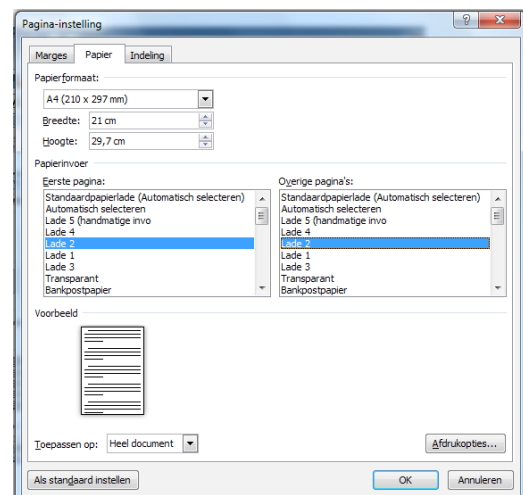 Pagina-instelling
Marges Papier Indeling
Papierformaat:
A4 (210 x 297 mm)
Breedte: 21 cm
Hoogte: 29,7 cm
Papierinvoer
Eerste pagina:
Standaardpapierlade (Automatisch selecteren)
Automatisch selecteren
Lade 5 (handmatige invo
Lade 4
Lade 2
Lade 1
Lade 3
Transparant
Bankpostpapier
Overige pagina's:
Standaardpapierlade (Automatisch selecteren)
Automatisch selecteren
Lade 5 (handmatige invo
Lade 4
Lade 2
Lade 1
Lade 3
Transparant
Bankpostpapier
Voorbeeld
Toepassen op: Heel document
Afdrukopties...
Als standaard instellen OK Annuleren